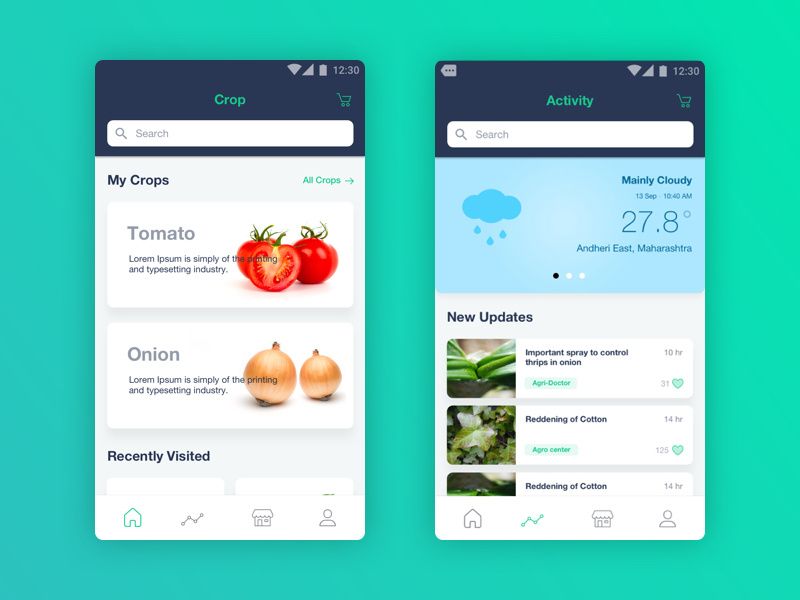 12:30
Crop
Search
My Crops
All Crops
Tomato
Lorem Ipsum is simply of the printing
and typesetting industry.
Onion
Lorem Ipsum is simply of the printing
and typesetting industry.
Recently Visited
12:30
Activity
Search
Mainly Cloudy
13 Sep - 10:40 AM
27.8°
Andheri East, Maharashtra
New Updates
Important spray to control
thrips in onion
10 hr
Agri-Doctor
31
Reddening of Cotton
14 hr
Agro center
125
Reddening of Cotton
14 hr